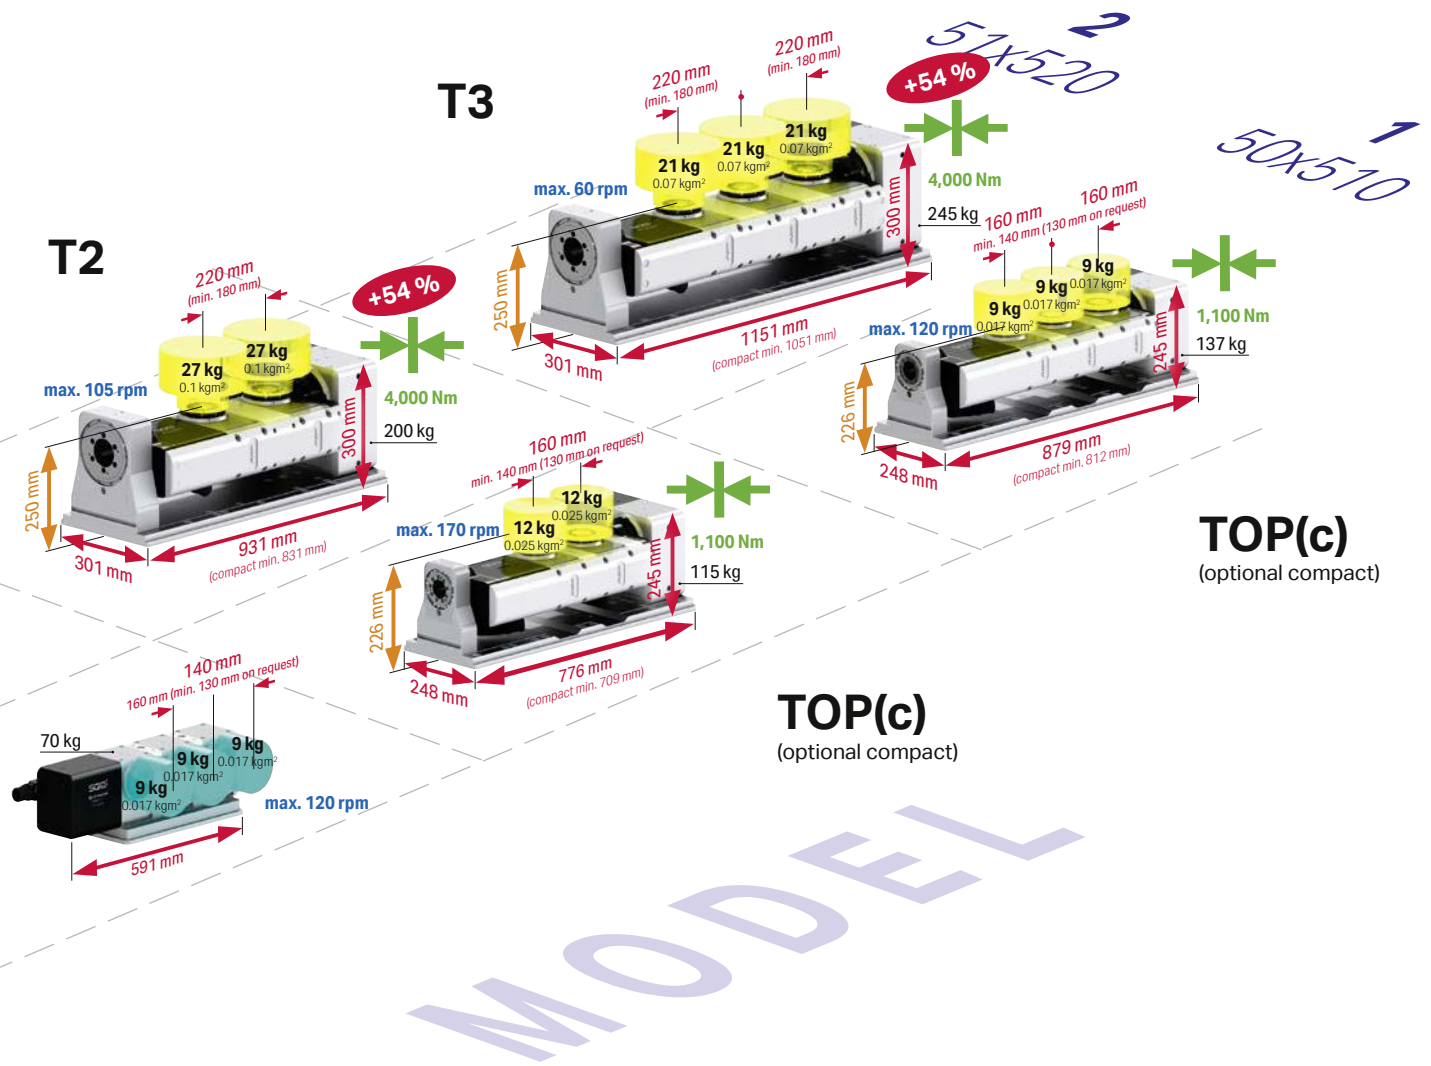 2
51x520
1
50x510
T3
220 mm
(min. 180 mm)
220 mm
(min. 180 mm)
+54 %
21 kg
0.07 kgm²
21 kg
0.07 kgm²
21 kg
0.07 kgm²
max. 60 rpm
4,000 Nm
300 mm
245 kg
250 mm
301 mm
1151 mm
(compact min. 1051 mm)
160 mm
160 mm
min. 140 mm (130 mm on request)
9 kg
0.017 kgm²
9 kg
0.017 kgm²
9 kg
0.017 kgm²
max. 120 rpm
1,100 Nm
245 mm
137 kg
226 mm
248 mm
879 mm
(compact min. 812 mm)
TOP(c)
(optional compact)
T2
220 mm
(min. 180 mm)
+54 %
27 kg
0.1 kgm²
27 kg
0.1 kgm²
max. 105 rpm
4,000 Nm
300 mm
200 kg
250 mm
301 mm
931 mm
(compact min. 831 mm)
160 mm
min. 140 mm (130 mm on request)
12 kg
0.025 kgm²
12 kg
0.025 kgm²
max. 170 rpm
1,100 Nm
245 mm
115 kg
226 mm
248 mm
776 mm
(compact min. 709 mm)
TOP(c)
(optional compact)
140 mm
160 mm (min. 130 mm on request)
70 kg
9 kg
0.017 kgm²
9 kg
0.017 kgm²
9 kg
0.017 kgm²
max. 120 rpm
591 mm
MODEL